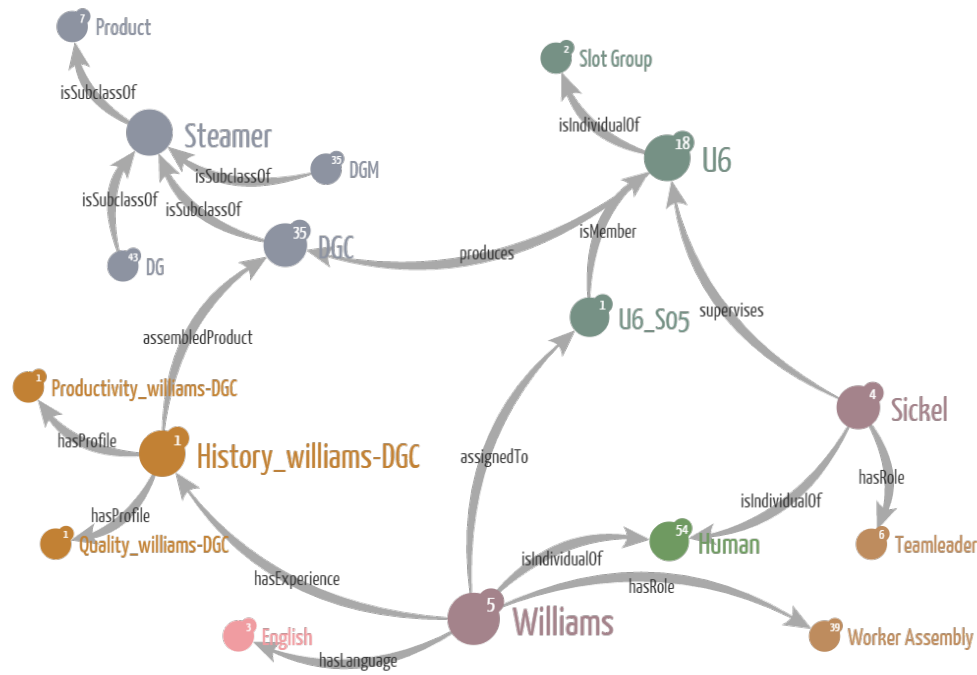 7
Product
2
Slot Group
isSubclassOf
isIndividualOf
Steamer
18
U6
35
DGM
isSubclassOf
isSubclassOf
isSubclassOf
35
DGC
isMember
produces
43
DG
1
U6_S05
supervises
assembledProduct
1
Productivity_williams-DGC
4
Sickel
hasProfile
1
History_williams-DGC
assignedTo
hasRole
isIndividualOf
hasProfile
1
Quality_williams-DGC
54
Human
6
Teamleader
isIndividualOf
hasExperience
hasRole
5
Williams
3
English
39
Worker Assembly
hasLanguage